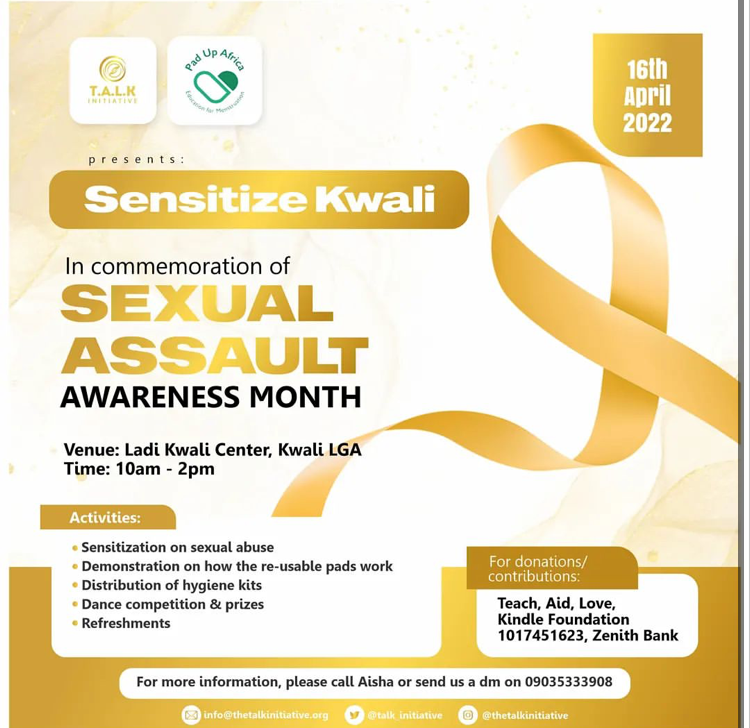 T.A.L.K
INITIATIVE
Pad Up Africa
Education for Menstruation
16th
April
2022
presents:
Sensitize Kwali
In commemoration of
SEXUAL
ASSAULT
AWARENESS MONTH
Venue: Ladi Kwali Center, Kwali LGA
Time: 10am - 2pm
Activities:
Sensitization on sexual abuse
Demonstration on how the re-usable pads work
Distribution of hygiene kits
Dance competition & prizes
Refreshments
For donations/
contributions:
Teach, Aid, Love,
Kindle Foundation
1017451623, Zenith Bank
For more information, please call Aisha or send us a dm on 09035333908
info@thetalkinitiative.org @talk_initiative @thetalkinitiative